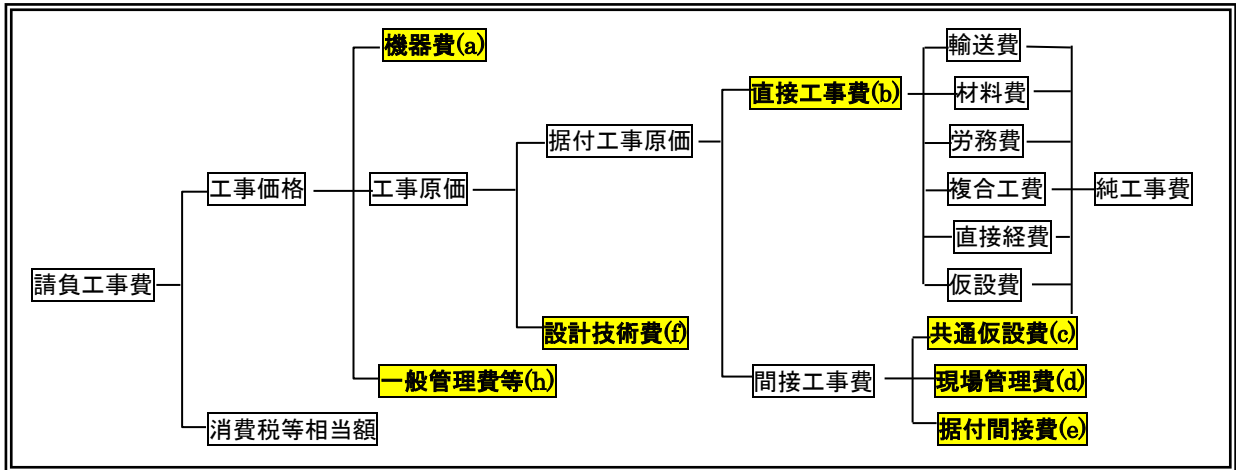 機器費(a)
輸送費
直接工事費(b)
材料費
据付工事原価
労務費
工事価格
工事原価
複合工費
純工事費
直接経費
請負工事費
仮設費
設計技術費(f)
共通仮設費(c)
一般管理費等(h)
間接工事費
現場管理費(d)
消費税等相当額
据付間接費(e)